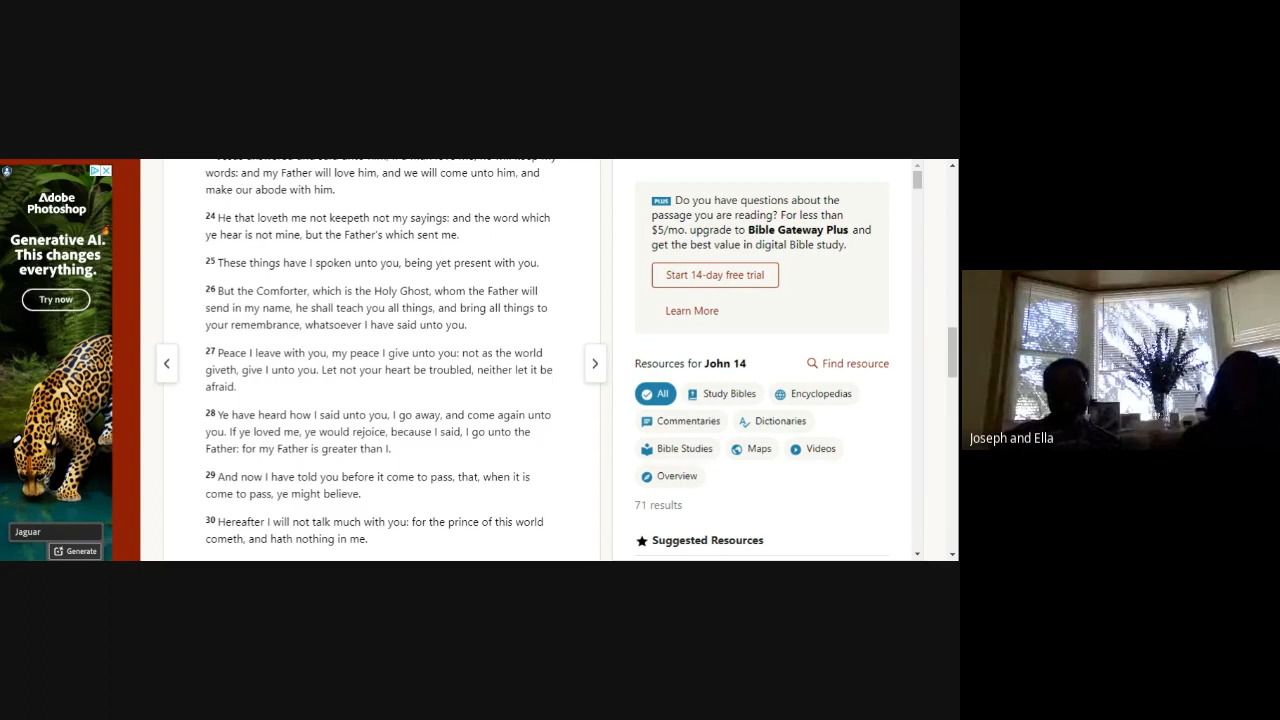 Adobe
Photoshop
Generative AI.
This changes
everything.
Try now
Jaguar
Generate
words: and my Father will love him, and we will come unto him, and
make our abode with him.
24 He that loveth me not keepeth not my sayings: and the word which
ye hear is not mine, but the Father's which sent me.
25 These things have I spoken unto you, being yet present with you.
26 But the Comforter, which is the Holy Ghost, whom the Father will
send in my name, he shall teach you all things, and bring all things to
your remembrance, whatsoever I have said unto you.
27 Peace I leave with you, my peace I give unto you: not as the world
giveth, give I unto you. Let not your heart be troubled, neither let it be
afraid.
28 Ye have heard how I said unto you, I go away, and come again unto
you. If ye loved me, ye would rejoice, because I said, I go unto the
Father: for my Father is greater than I.
29 And now I have told you before it come to pass, that, when it is
come to pass, ye might believe.
30 Hereafter I will not talk much with you: for the prince of this world
cometh, and hath nothing in me.
PLUS Do you have questions about the
passage you are reading? For less than
$5/mo. upgrade to Bible Gateway Plus and
get the best value in digital Bible study.
Start 14-day free trial
Learn More
Resources for John 14 Find resource
All Study Bibles Encyclopedias
Commentaries Dictionaries
Bible Studies Maps Videos
Overview
71 results
Suggested Resources
Joseph and Ella